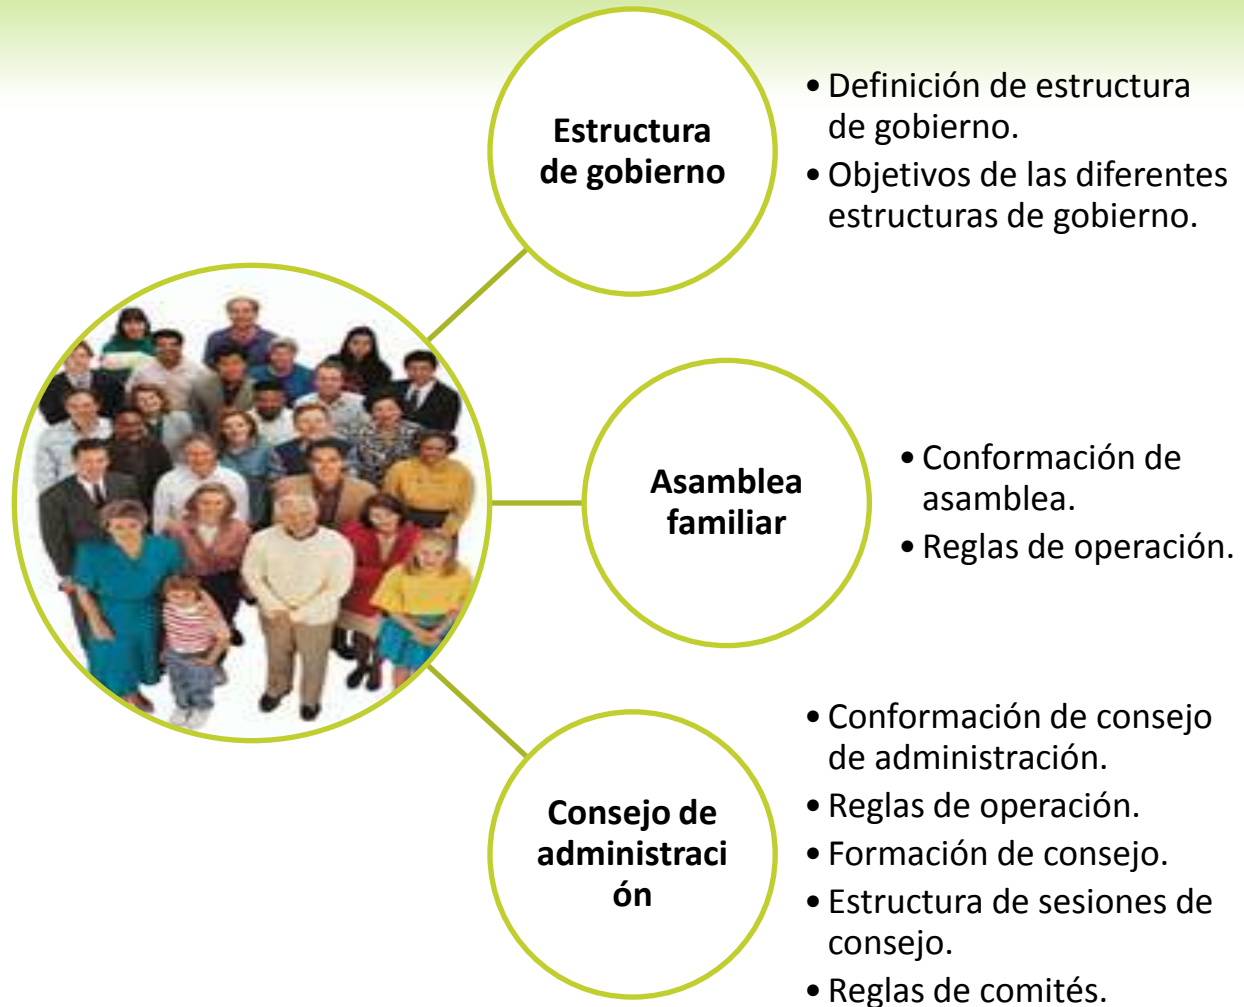 Estructura
de gobierno
• Definición de estructura
de gobierno.
• Objetivos de las diferentes
estructuras de gobierno.
Asamblea
familiar
• Conformación de
asamblea.
• Reglas de operación.
Consejo de
administraci
ón
• Conformación de consejo
de administración.
• Reglas de operación.
• Formación de consejo.
• Estructura de sesiones de
consejo.
• Reglas de comités.